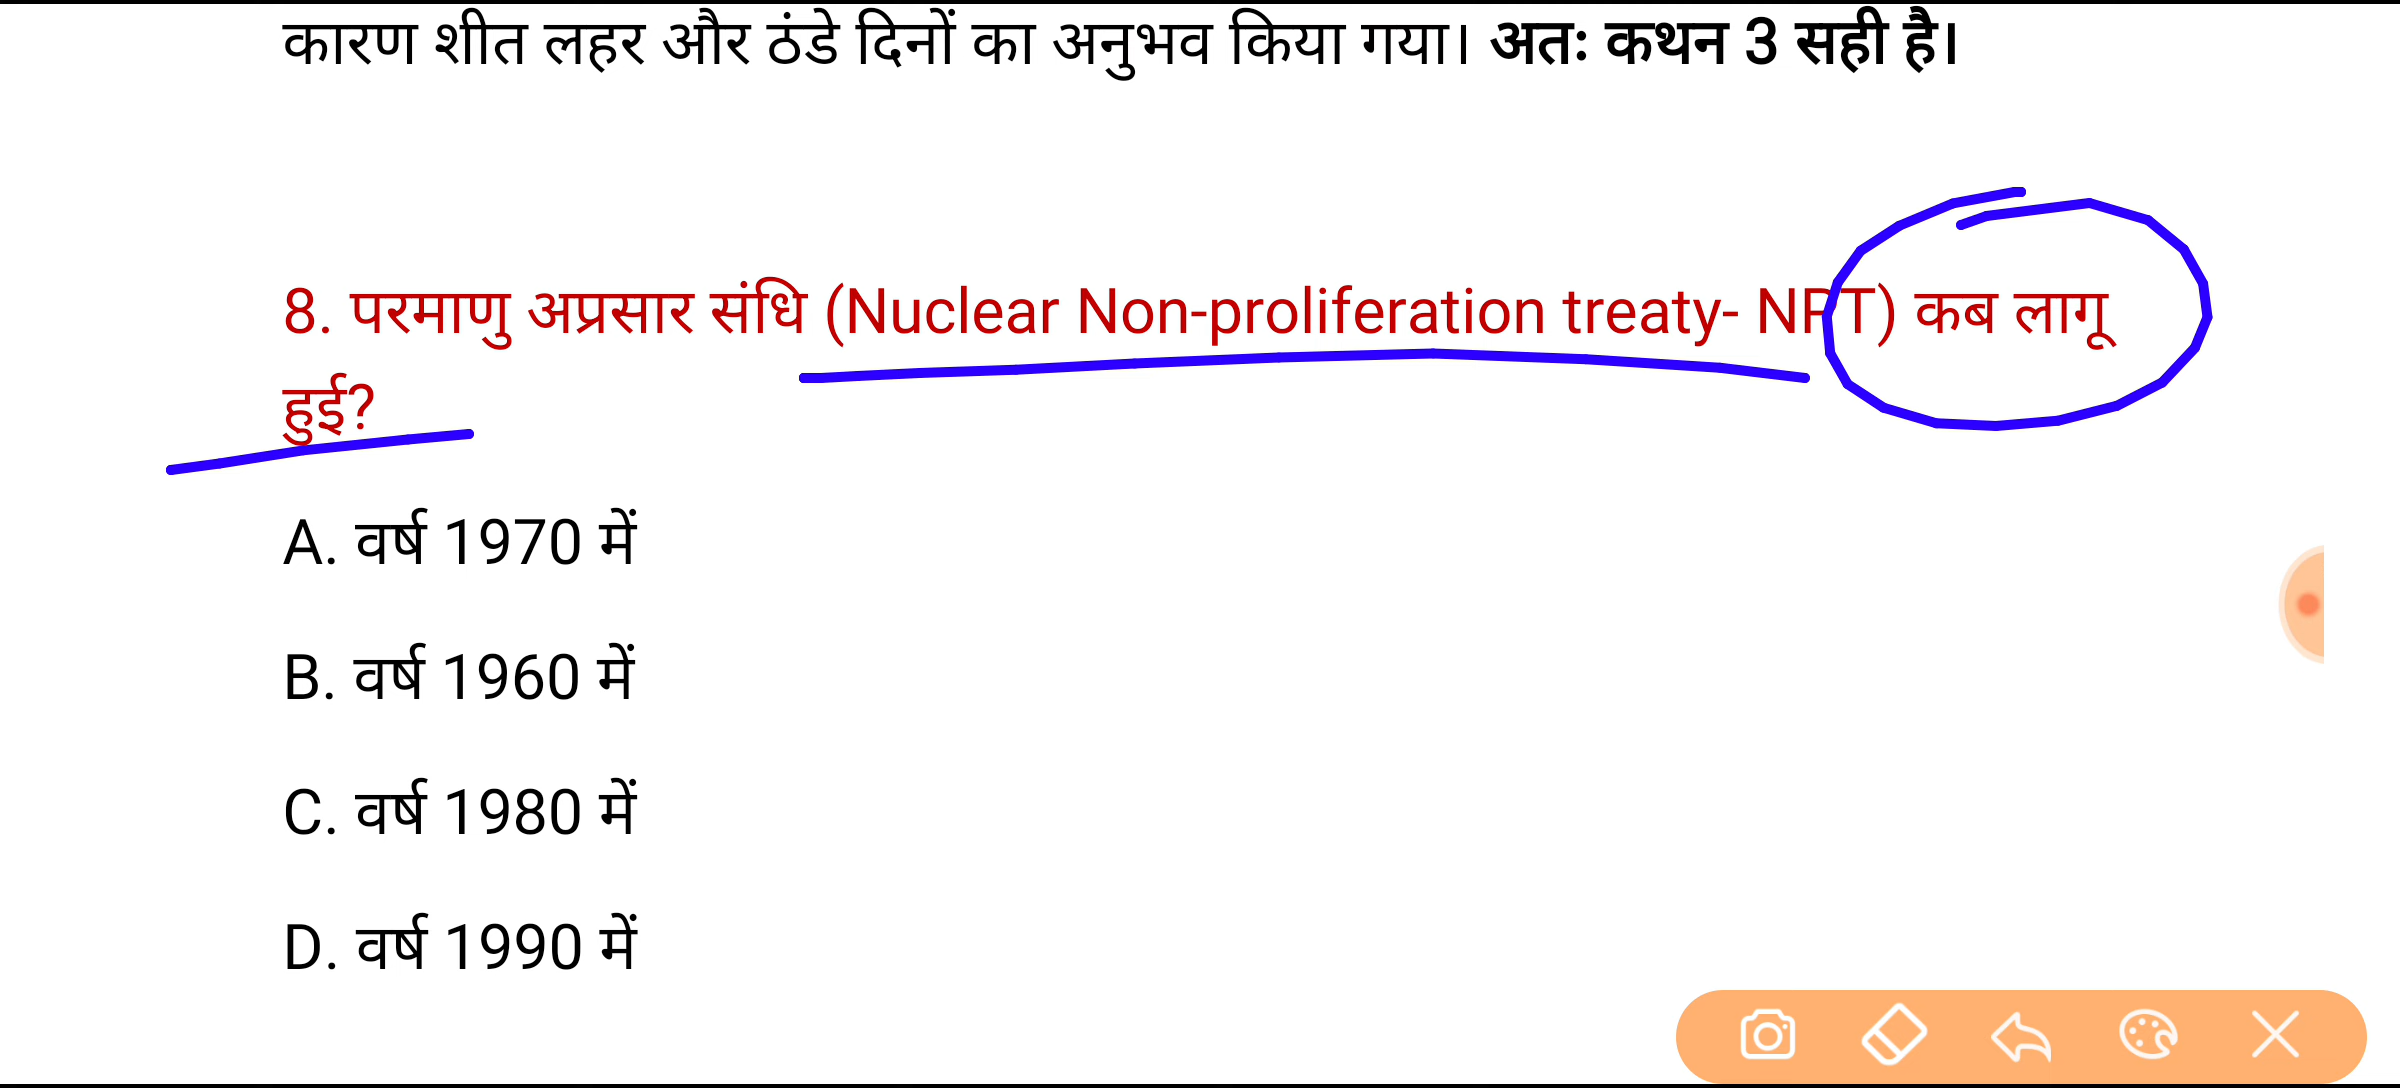 कारण शीत लहर और ठंडे दिनों का अनुभव किया गया। अतः कथन 3 सही है।
8. परमाणु अप्रसार संधि (Nuclear Non-proliferation treaty- NPT) कब लागू
हुई?
A. वर्ष 1970 में
B. वर्ष 1960 में
C. वर्ष 1980 में
D. वर्ष 1990 में